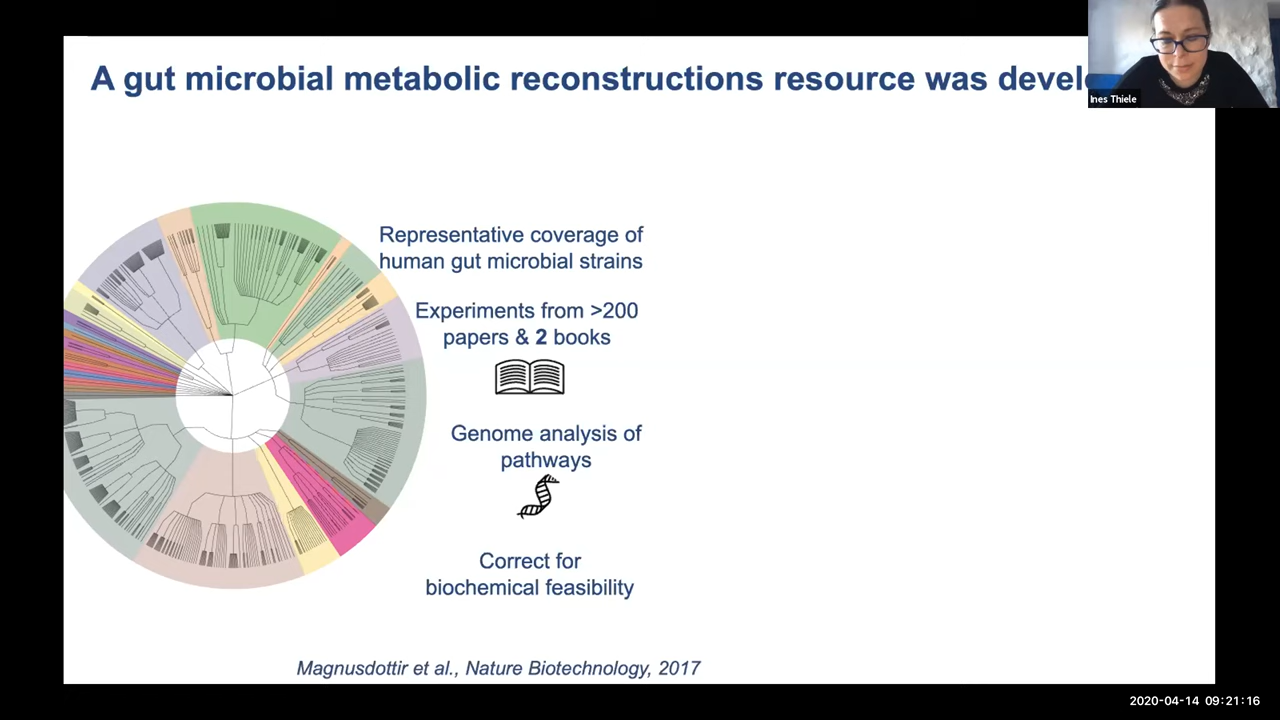 A gut microbial metabolic reconstructions resource was devel
Ines Thiele
Representative coverage of
human gut microbial strains
Experiments from >200
papers & 2 books
Genome analysis of
pathways
Correct for
biochemical feasibility
Magnusdottir et al., Nature Biotechnology, 2017
2020-04-14 09:21:16